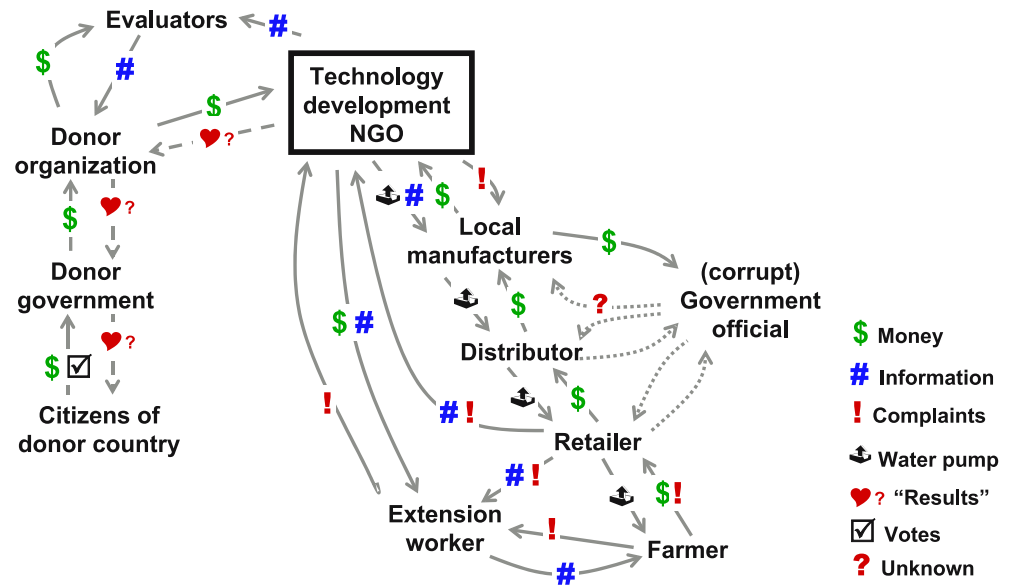 Evaluators
$
#
#
Technology
development
NGO
$
?
Donor
organization
$
?
!
# $
Local
manufacturers
$
Donor
government
(corrupt)
Government
official
?
$
$ #
$
?
Distributor
$ Money
# Information
Citizens of
donor country
!
# !
$
Retailer
! Complaints
Water pump
# !
$ !
? "Results"
Extension
worker
!
Farmer
Votes
#
? Unknown